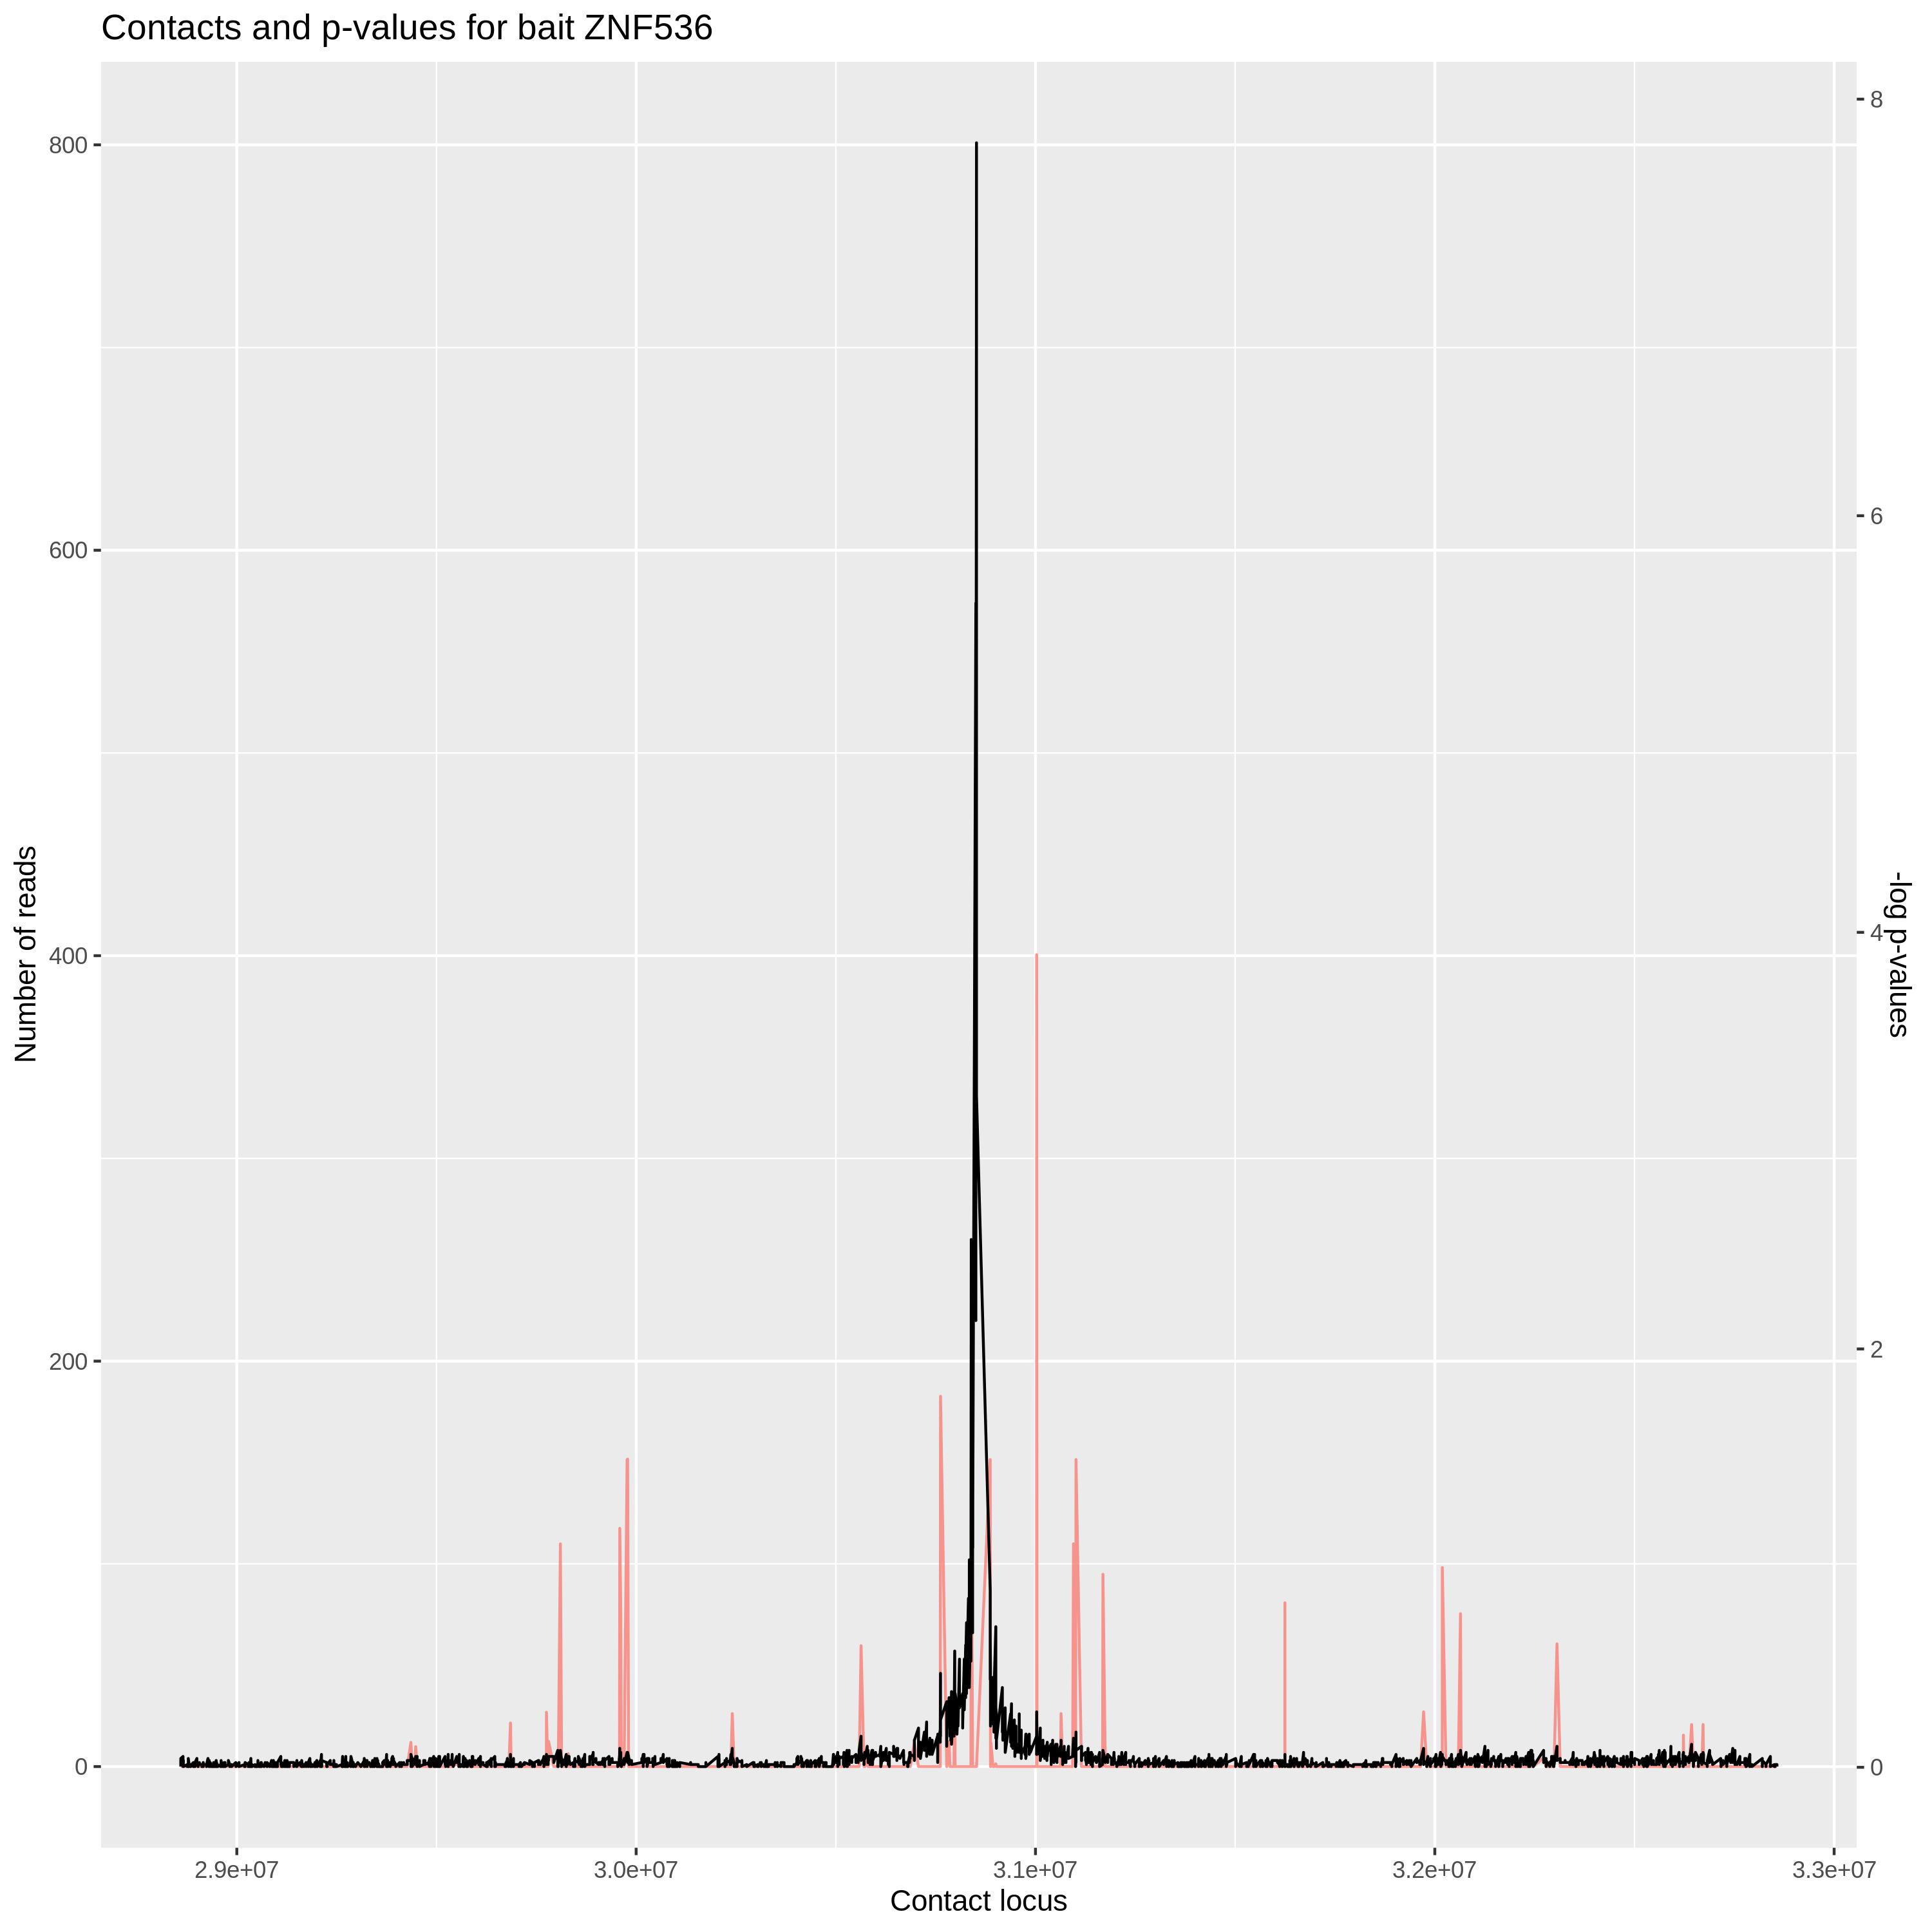 Contacts and p-values for bait ZNF536
8
800
6
600
Number of reads
-log p-values
4
400
2
200
0
0
2.9e+07
3.0e+07
3.1e+07
3.2e+07
3.3e+07
Contact locus